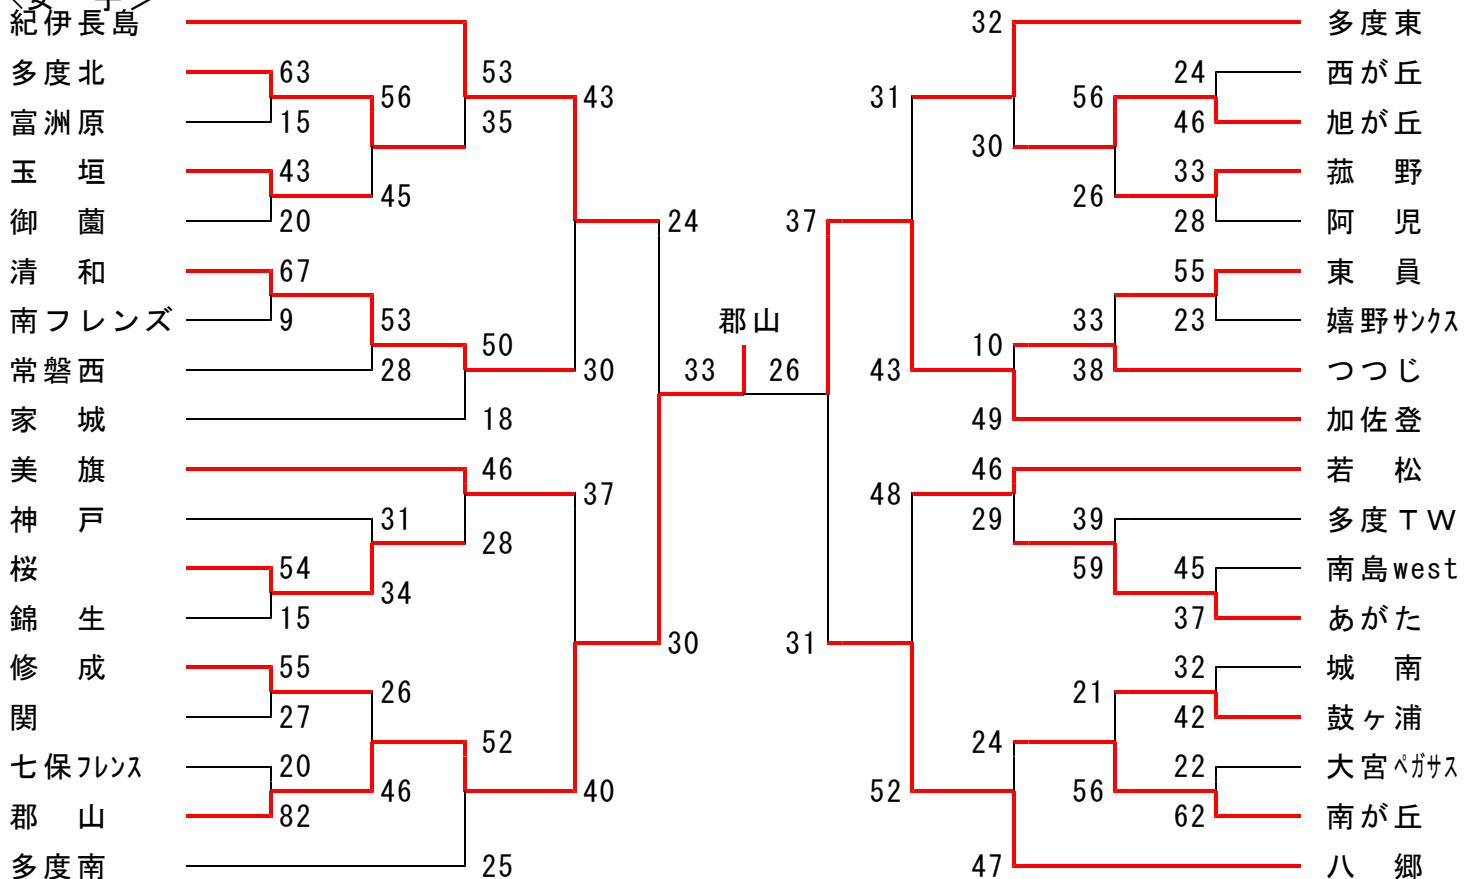 <女　子>
紀伊長島 32 多度東
多度北 63 53 24 西が丘
56 43 31 56
富洲原 15 35 46 旭が丘
30
玉　垣 43 33 菰　野
45 26
御　薗 20 24 37 28 阿　児
清　和 67 55 東　員
南フレンズ 9 53 郡山 33 23 嬉野サンクス
50 10
常磐西 28 30 33 26 43 38 つつじ
家　城 18 49 加佐登
美　旗 46 46 若　松
37 48
神　戸 31 29 39 多度TW
28
桜 54 59 45 南島west
34
錦　生 15 37 あがた
30 31
修　成 55 32 城　南
26 21
関 27 42 鼓ヶ浦
52 24
七保フレンス 20 22 大宮ペガサス
46 40 52 56
郡　山 82 62 南が丘
多度南 25 47 八　郷